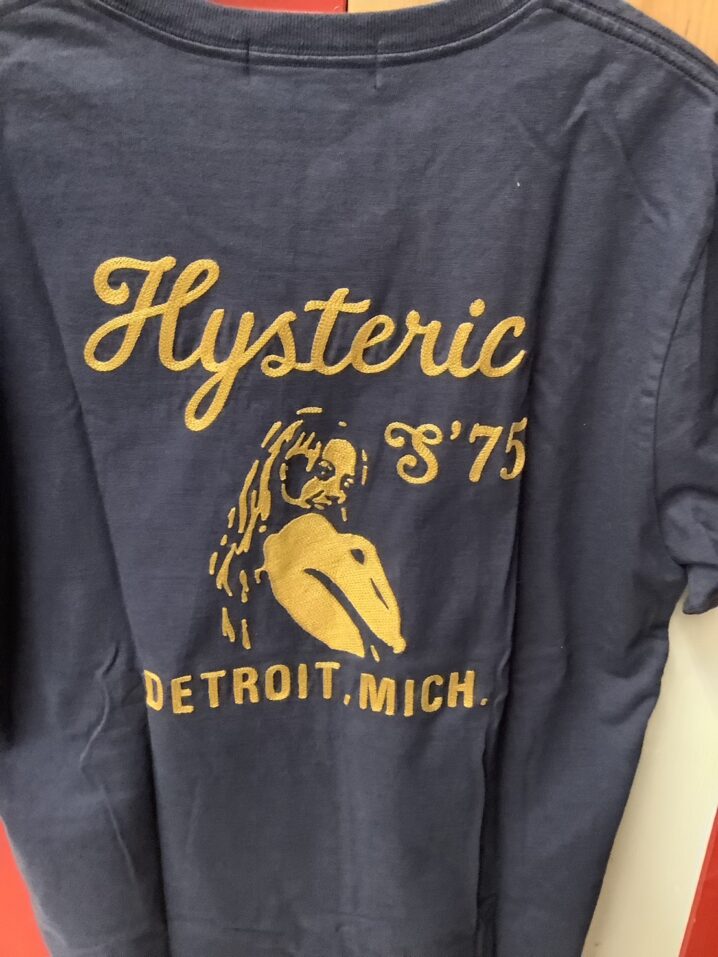 Hysteric
S'75
DETROIT, MICH.